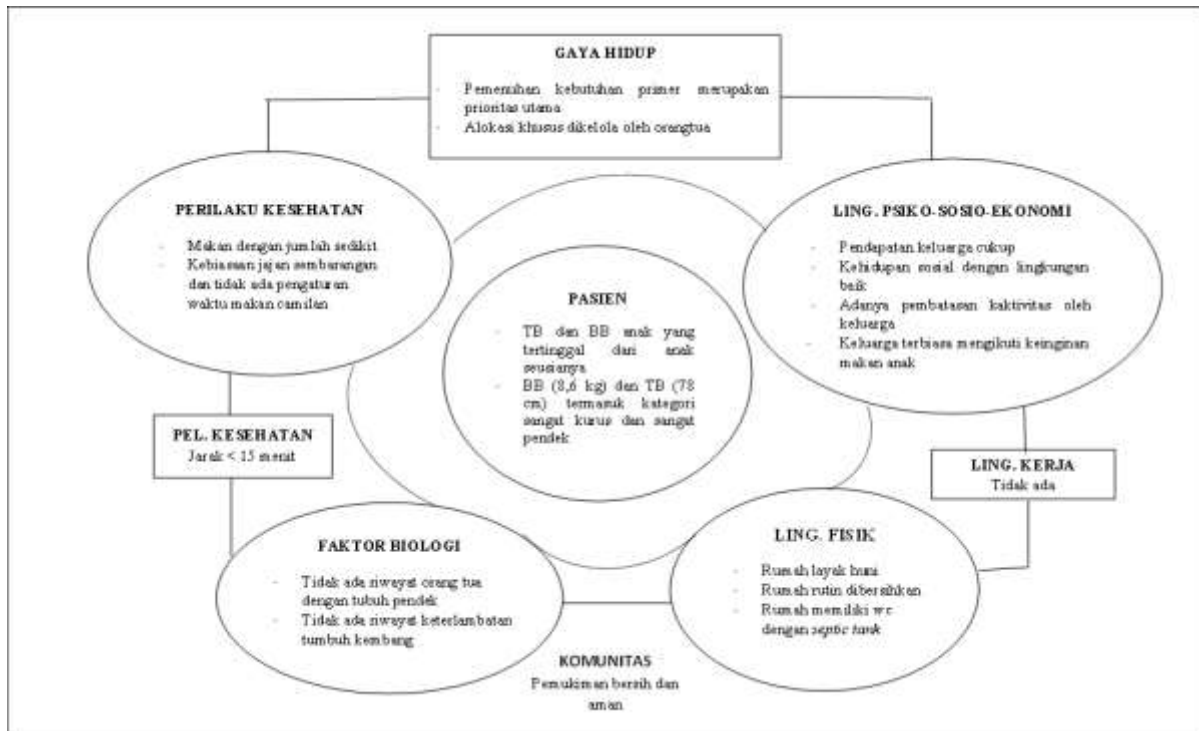 GAYA HIDUP
- Pemenuhan kebutuhan primer merupakan
prioritas utama
- Alokasi khusus dikelola oleh orangtua
PERILAKU KESEHATAN
- Makan dengan jumlah sedikit
- Kebiasaan jajan sembarangan
dan tidak ada pengaturan
waktu makan camilan
LING. PSIKO-SOSIO-EKONOMI
- Pendapatan keluarga cukup
- Kehidupan sosial dengan lingkungan
baik
- Adanya pembatasan kaktivitas oleh
keluarga
- Keluarga terbiasa mengikuti keinginan
makan anak
PASIEN
- TB dan BB anak yang
tertinggal dari anak
seusianya
- BB (8,6 kg) dan TB (78
cm) termasuk kategori
sangat kurus dan sangat
pendek
PEL. KESEHATAN
Jarak < 15 menit
LING. KERJA
Tidak ada
FAKTOR BIOLOGI
- Tidak ada riwayat orang tua
dengan tubuh pendek
- Tidak ada riwayat keterlambatan
tumbuh kembang
LING. FISIK
- Rumah layak huni
- Rumah rutin dibersihkan
- Rumah memiliki wc
dengan septic tank
KOMUNITAS
Pemukiman bersih dan
aman